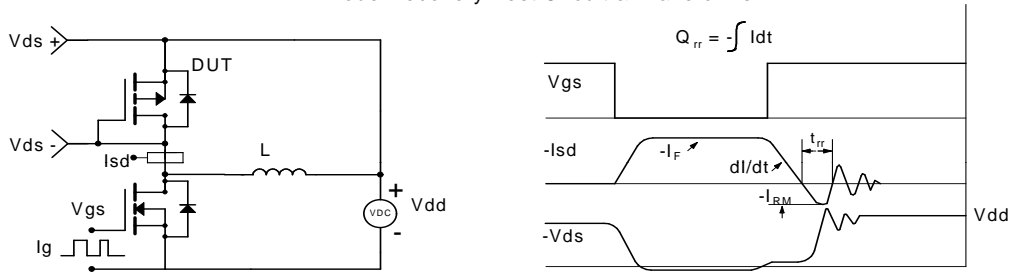 Vds +
DUT
Vds -
Isd
L
Vgs
Ig
+
VDC
-
Vdd
Q rr = - ∫ Idt
Vgs
-Isd
-I F
dI/dt
t rr
-I RM
Vdd
-Vds